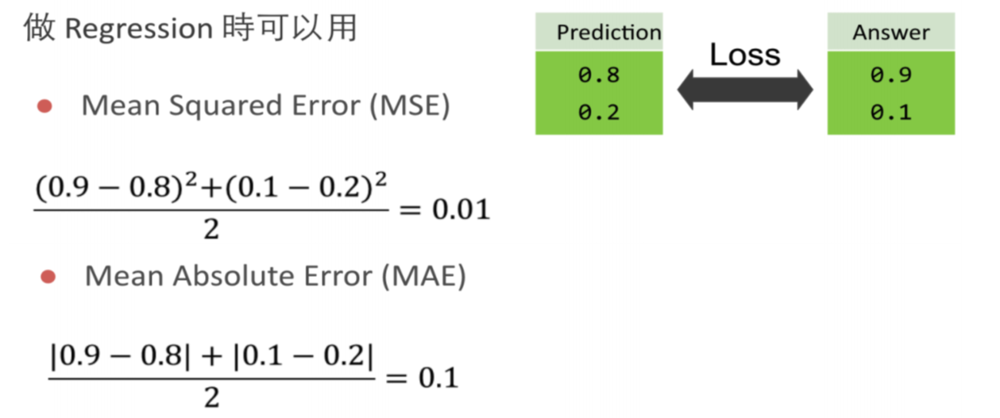 做 Regression 時可以用
● Mean Squared Error (MSE)
(0.9 − 0.8)²+(0.1 − 0.2)²
= 0.01
2
● Mean Absolute Error (MAE)
|0.9 − 0.8| + |0.1 − 0.2|
= 0.1
2
Prediction
0.8
0.2
Loss
Answer
0.9
0.1